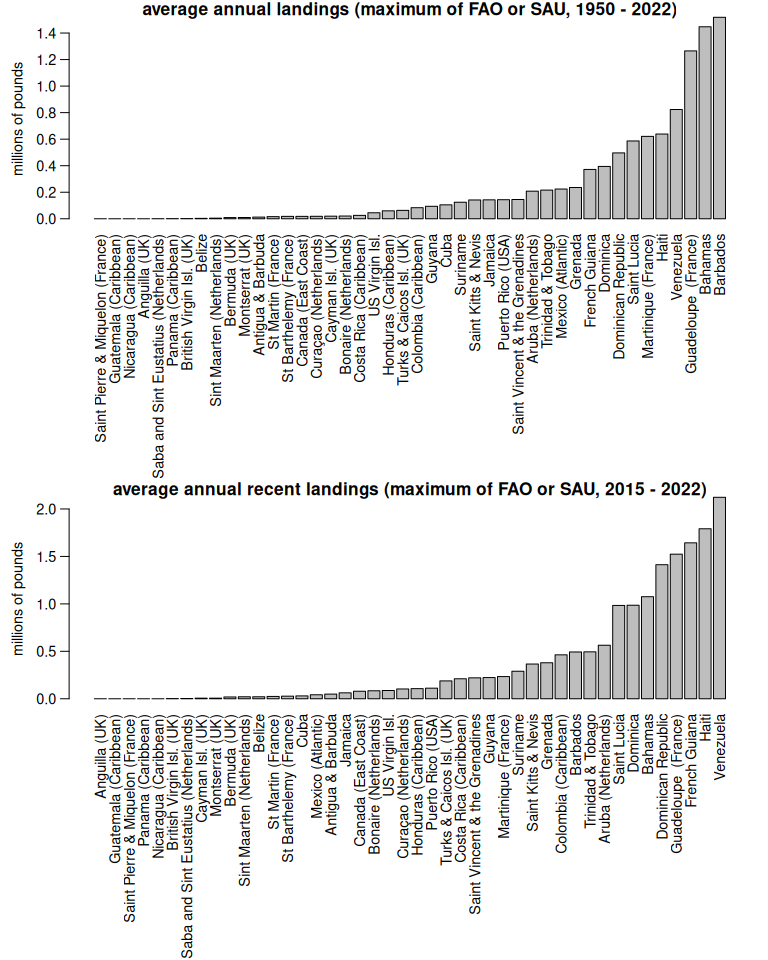 average annual landings (maximum of FAO or SAU, 1950 - 2022)
millions of pounds
1.4
1.2
1.0
0.8
0.6
0.4
0.2
0.0
Saint Pierre & Miquelon (France)
Guatemala (Caribbean)
Nicaragua (Caribbean)
Anguilla (UK)
Saba and Sint Eustatius (Netherlands)
Panama (Caribbean)
British Virgin Isl. (UK)
Belize
Sint Maarten (Netherlands)
Bermuda (UK)
Montserrat (UK)
Antigua & Barbuda
St Martin (France)
St Barthelemy (France)
Canada (East Coast)
Curaçao (Netherlands)
Cayman Isl. (UK)
Bonaire (Netherlands)
Costa Rica (Caribbean)
US Virgin Isl.
Honduras (Caribbean)
Turks & Caicos Isl. (UK)
Colombia (Caribbean)
Guyana
Cuba
Suriname
Saint Kitts & Nevis
Jamaica
Puerto Rico (USA)
Saint Vincent & the Grenadines
Aruba (Netherlands)
Trinidad & Tobago
Mexico (Atlantic)
Grenada
French Guiana
Dominica
Dominican Republic
Saint Lucia
Martinique (France)
Haiti
Venezuela
Guadeloupe (France)
Bahamas
Barbados
average annual recent landings (maximum of FAO or SAU, 2015 - 2022)
millions of pounds
2.0
1.5
1.0
0.5
0.0
Anguilla (UK)
Guatemala (Caribbean)
Saint Pierre & Miquelon (France)
Panama (Caribbean)
Nicaragua (Caribbean)
British Virgin Isl. (UK)
Saba and Sint Eustatius (Netherlands)
Cayman Isl. (UK)
Montserrat (UK)
Bermuda (UK)
Sint Maarten (Netherlands)
Belize
St Martin (France)
St Barthelemy (France)
Cuba
Mexico (Atlantic)
Antigua & Barbuda
Jamaica
Canada (East Coast)
Bonaire (Netherlands)
US Virgin Isl.
Curaçao (Netherlands)
Honduras (Caribbean)
Puerto Rico (USA)
Turks & Caicos Isl. (UK)
Costa Rica (Caribbean)
Saint Vincent & the Grenadines
Guyana
Martinique (France)
Suriname
Saint Kitts & Nevis
Grenada
Colombia (Caribbean)
Barbados
Trinidad & Tobago
Aruba (Netherlands)
Saint Lucia
Dominica
Bahamas
Dominican Republic
Guadeloupe (France)
French Guiana
Haiti
Venezuela